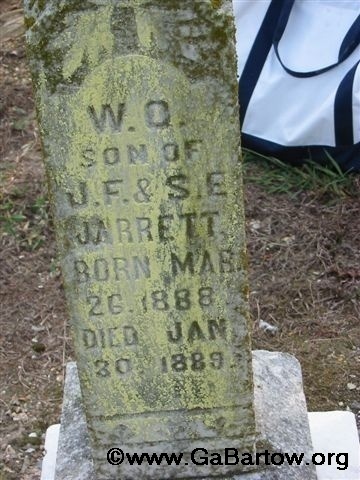 W. O.
SON OF
J. F. & S. E.
JARRETT.
BORN MAR.
26. 1888.
DIED JAN.
30. 1889.
©www.GaBartow.org